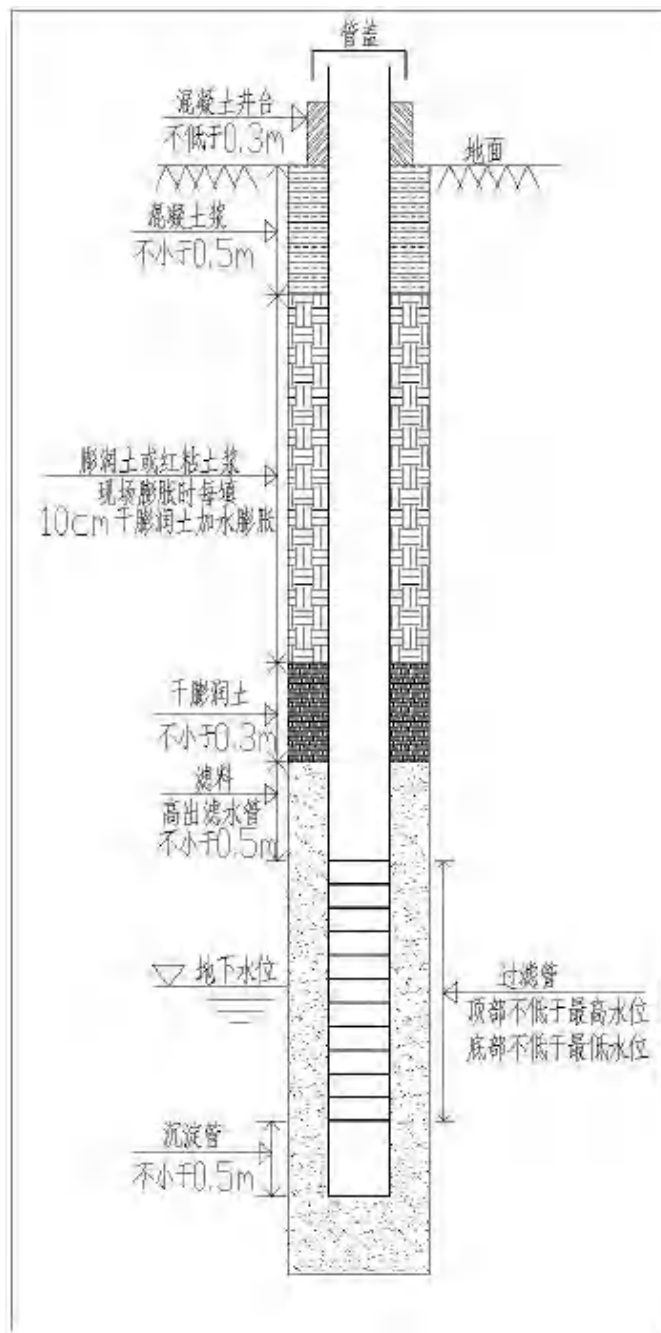 管盖
混凝土井台
不低于0.3m
地面
混凝土浆
不小于0.5m
膨润土或红粘土浆
现场膨胀时每填
10cm干膨润土加水膨胀
干膨润土
不小于0.3m
滤料
高出滤水管
不小于0.5m
地下水位
过滤管
顶部不低于最高水位
底部不低于最低水位
沉淀管
不小于0.5m